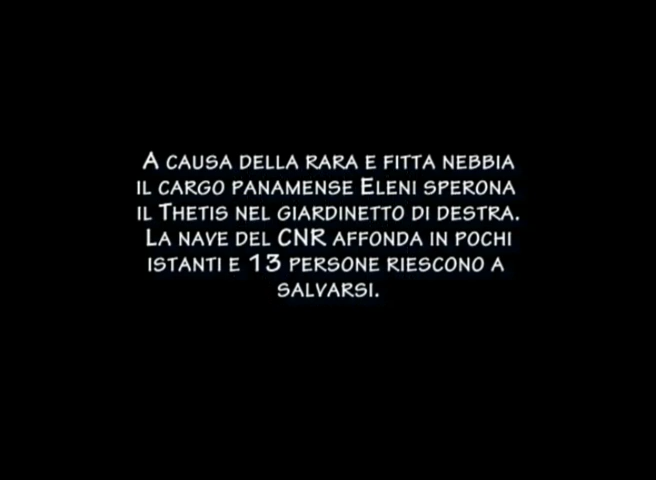 A CAUSA DELLA RARA E FITTA NEBBIA
IL CARGO PANAMENSE ELENI SPERONA
IL THETIS NEL GIARDINETTO DI DESTRA.
LA NAVE DEL CNR AFFONDA IN POCHI
ISTANTI E 13 PERSONE RIESCONO A
SALVARSI.